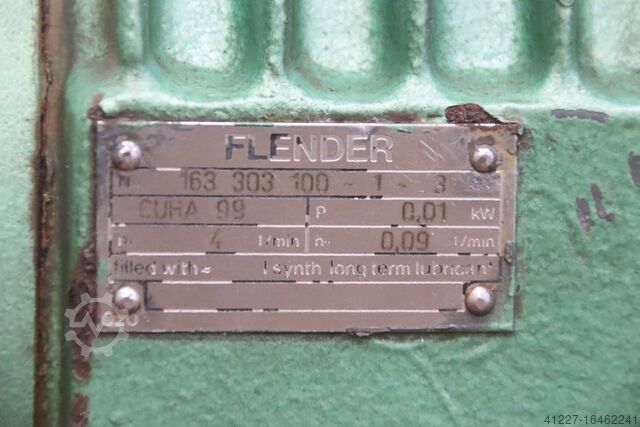 FLENDER
N 163 303 100 - 1 - 3
CUHA 99 P 0,01 kW
n 4 1/min n 0,09 1/min
filled with synth. long term lubricant
41227-16462241